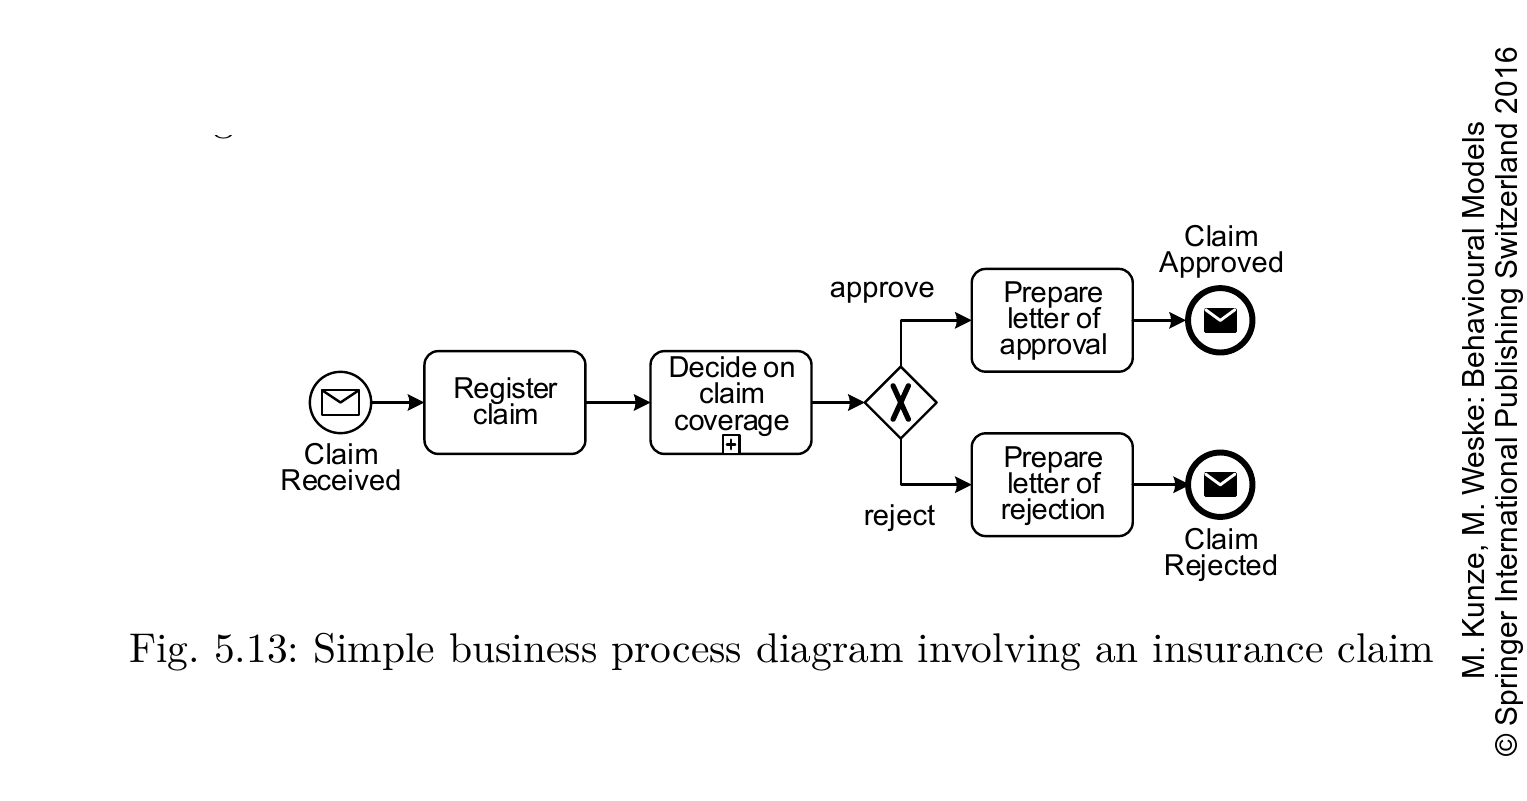 Claim
Received
Register
claim
Decide on
claim
coverage
+
X
approve
reject
Prepare
letter of
approval
Claim
Approved
Prepare
letter of
rejection
Claim
Rejected
Fig. 5.13: Simple business process diagram involving an insurance claim
M. Kunze, M. Weske: Behavioural Models
© Springer International Publishing Switzerland 2016